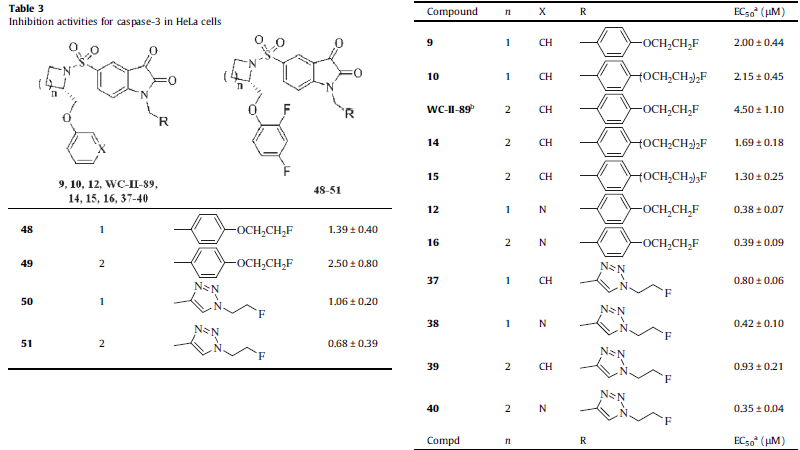 Table 3
Inhibition activities for caspase-3 in HeLa cells
O
O
S
N
( )
n
O
O
N
R
O
X
9, 10, 12, WC-II-89,
14, 15, 16, 37-40
O
O
S
N
( )
n
O
O
N
R
O
F
F
48-51
48 1 OCH₂CH₂F 1.39 ± 0.40
49 2 OCH₂CH₂F 2.50 ± 0.80
50 1 N N N F 1.06 ± 0.20
51 2 N N N F 0.68 ± 0.39
Compound n X R EC₅₀ᵃ (μM)
9 1 CH OCH₂CH₂F 2.00 ± 0.44
10 1 CH (OCH₂CH₂)₂F 2.15 ± 0.45
WC-II-89ᵇ 2 CH OCH₂CH₂F 4.50 ± 1.10
14 2 CH (OCH₂CH₂)₂F 1.69 ± 0.18
15 2 CH (OCH₂CH₂)₃F 1.30 ± 0.25
12 1 N OCH₂CH₂F 0.38 ± 0.07
16 2 N OCH₂CH₂F 0.39 ± 0.09
37 1 CH N N N F 0.80 ± 0.06
38 1 N N N N F 0.42 ± 0.10
39 2 CH N N N F 0.93 ± 0.21
40 2 N N N N F 0.35 ± 0.04
Compd n R EC₅₀ᵃ (μM)